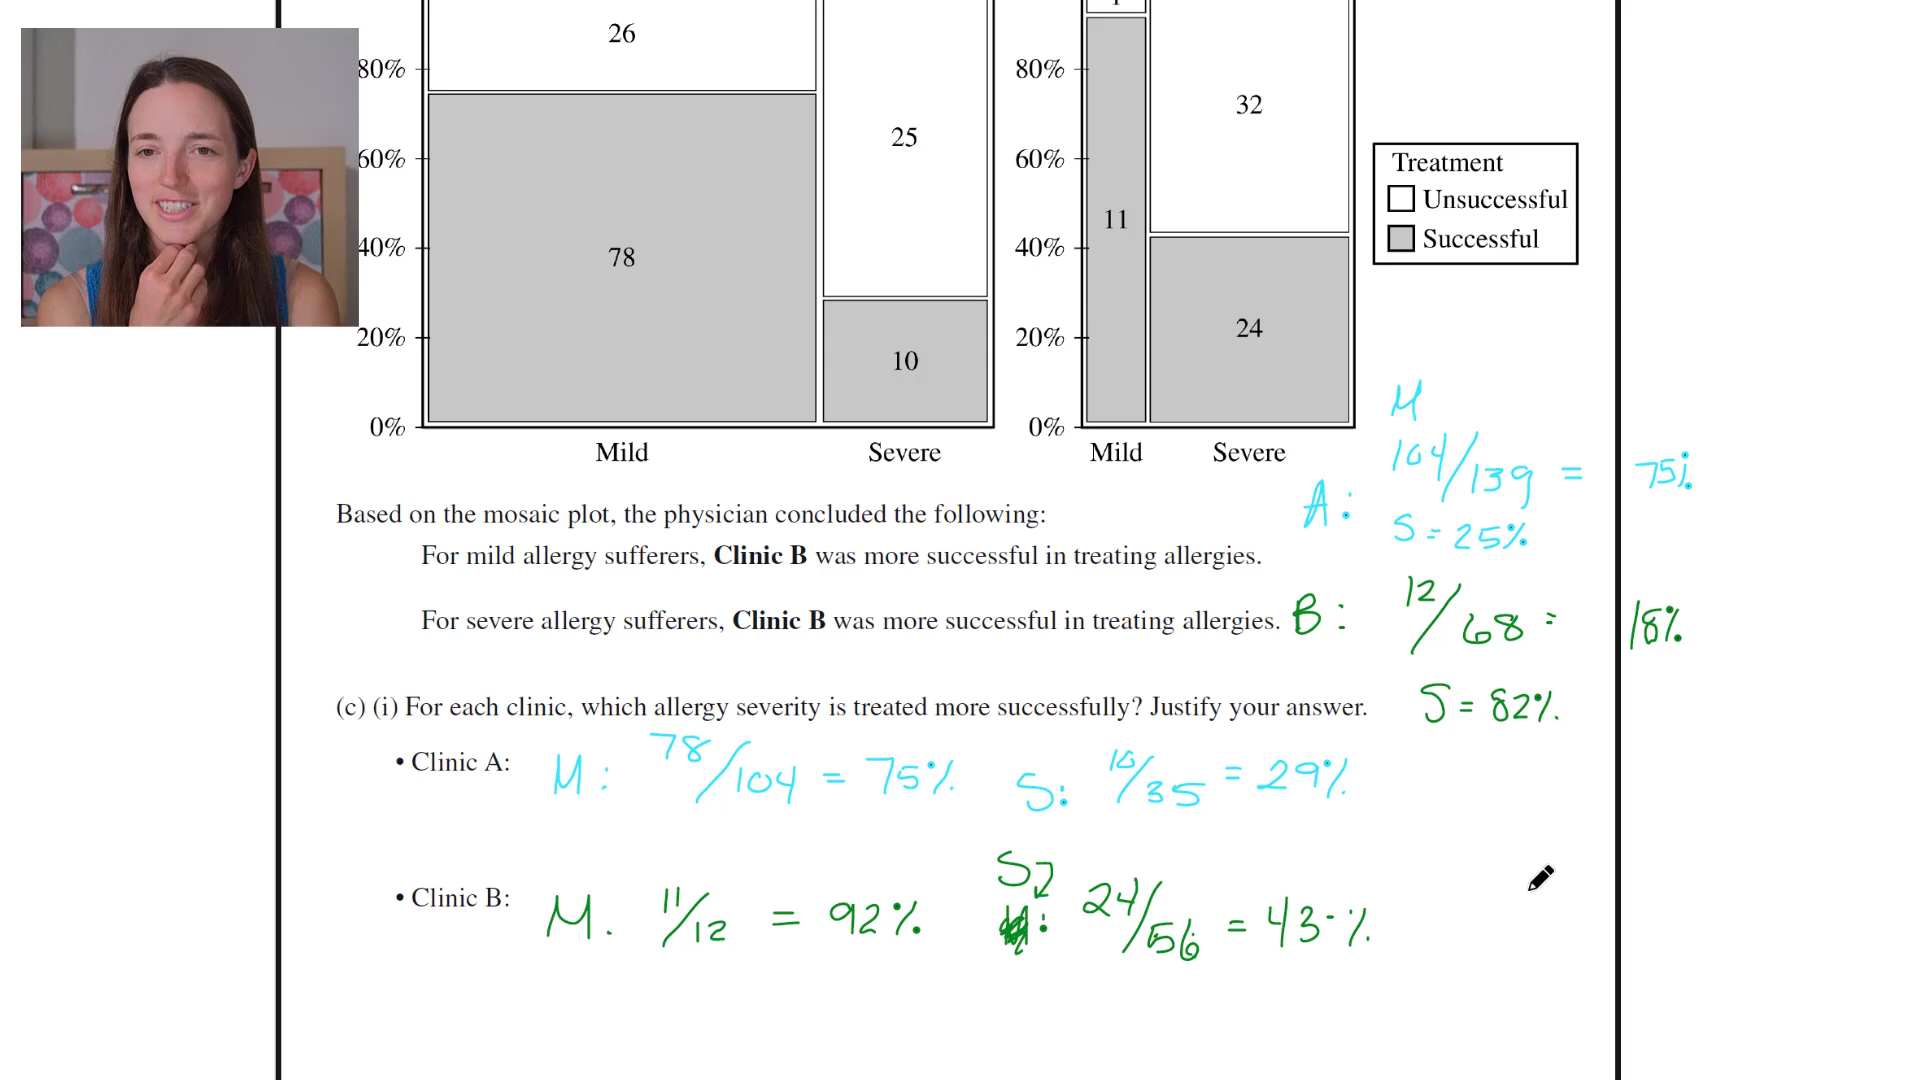 26
80% 80%
32
25
60% 60%
Treatment
Unsuccessful
Successful
11
40% 40%
78
24
20% 20%
10
0% 0%
Mild Severe Mild Severe
M
A: 104/139 = 75%
S = 25%
Based on the mosaic plot, the physician concluded the following:
For mild allergy sufferers, Clinic B was more successful in treating allergies.
For severe allergy sufferers, Clinic B was more successful in treating allergies.
B: 12/68 = 18%
S = 82%
(c) (i) For each clinic, which allergy severity is treated more successfully? Justify your answer.
• Clinic A: M: 78/104 = 75% S: 10/35 = 29%
• Clinic B: M. 11/12 = 92% S : 24/56 = 43%